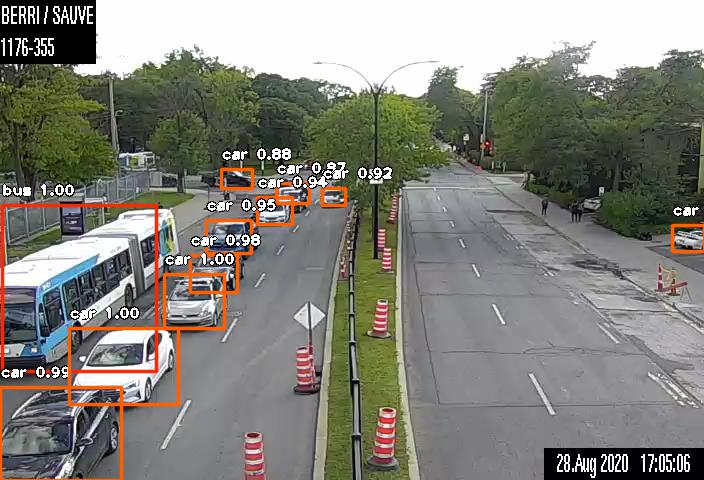 BERRI / SAUVE
1176-355
car 0.88
car 0.97
car 0.92
car 0.94
bus 1.00
car 0.95
car
car 0.98
car 1.00
car 1.00
car 0.99
28.Aug 2020 17:05:06